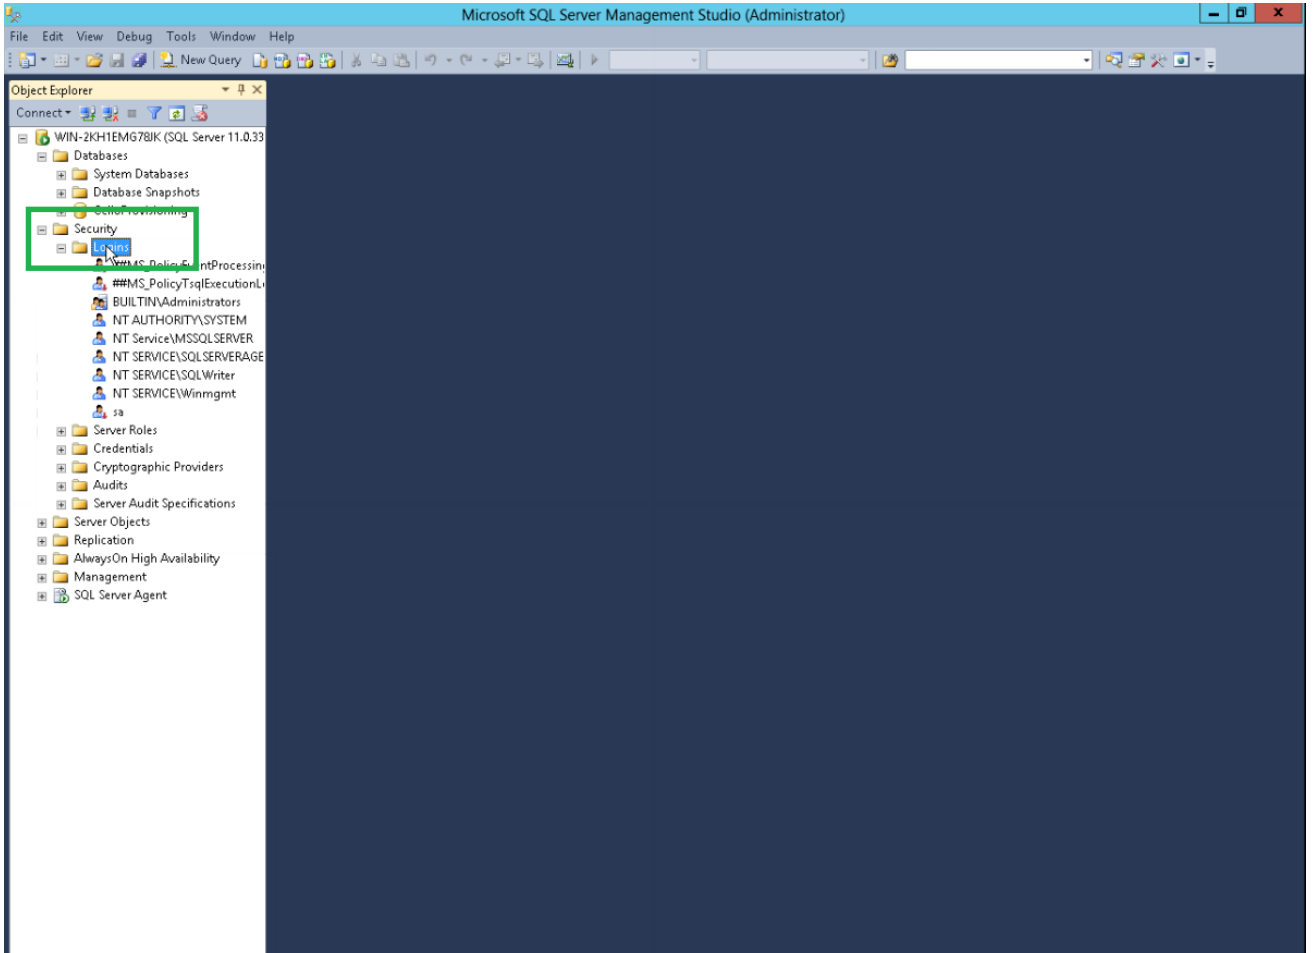 Microsoft SQL Server Management Studio (Administrator)
File Edit View Debug Tools Window Help
New Query
Object Explorer
Connect
WIN-2KH1EMG78JK (SQL Server 11.0.33
Databases
System Databases
Database Snapshots
CelloProvisioning
Security
Logins
##MS_PolicyEventProcessing
##MS_PolicyTsqlExecutionL
BUILTIN\Administrators
NT AUTHORITY\SYSTEM
NT Service\MSSQLSERVER
NT SERVICE\SQLSERVERAGE
NT SERVICE\SQLWriter
NT SERVICE\Winmgmt
sa
Server Roles
Credentials
Cryptographic Providers
Audits
Server Audit Specifications
Server Objects
Replication
AlwaysOn High Availability
Management
SQL Server Agent